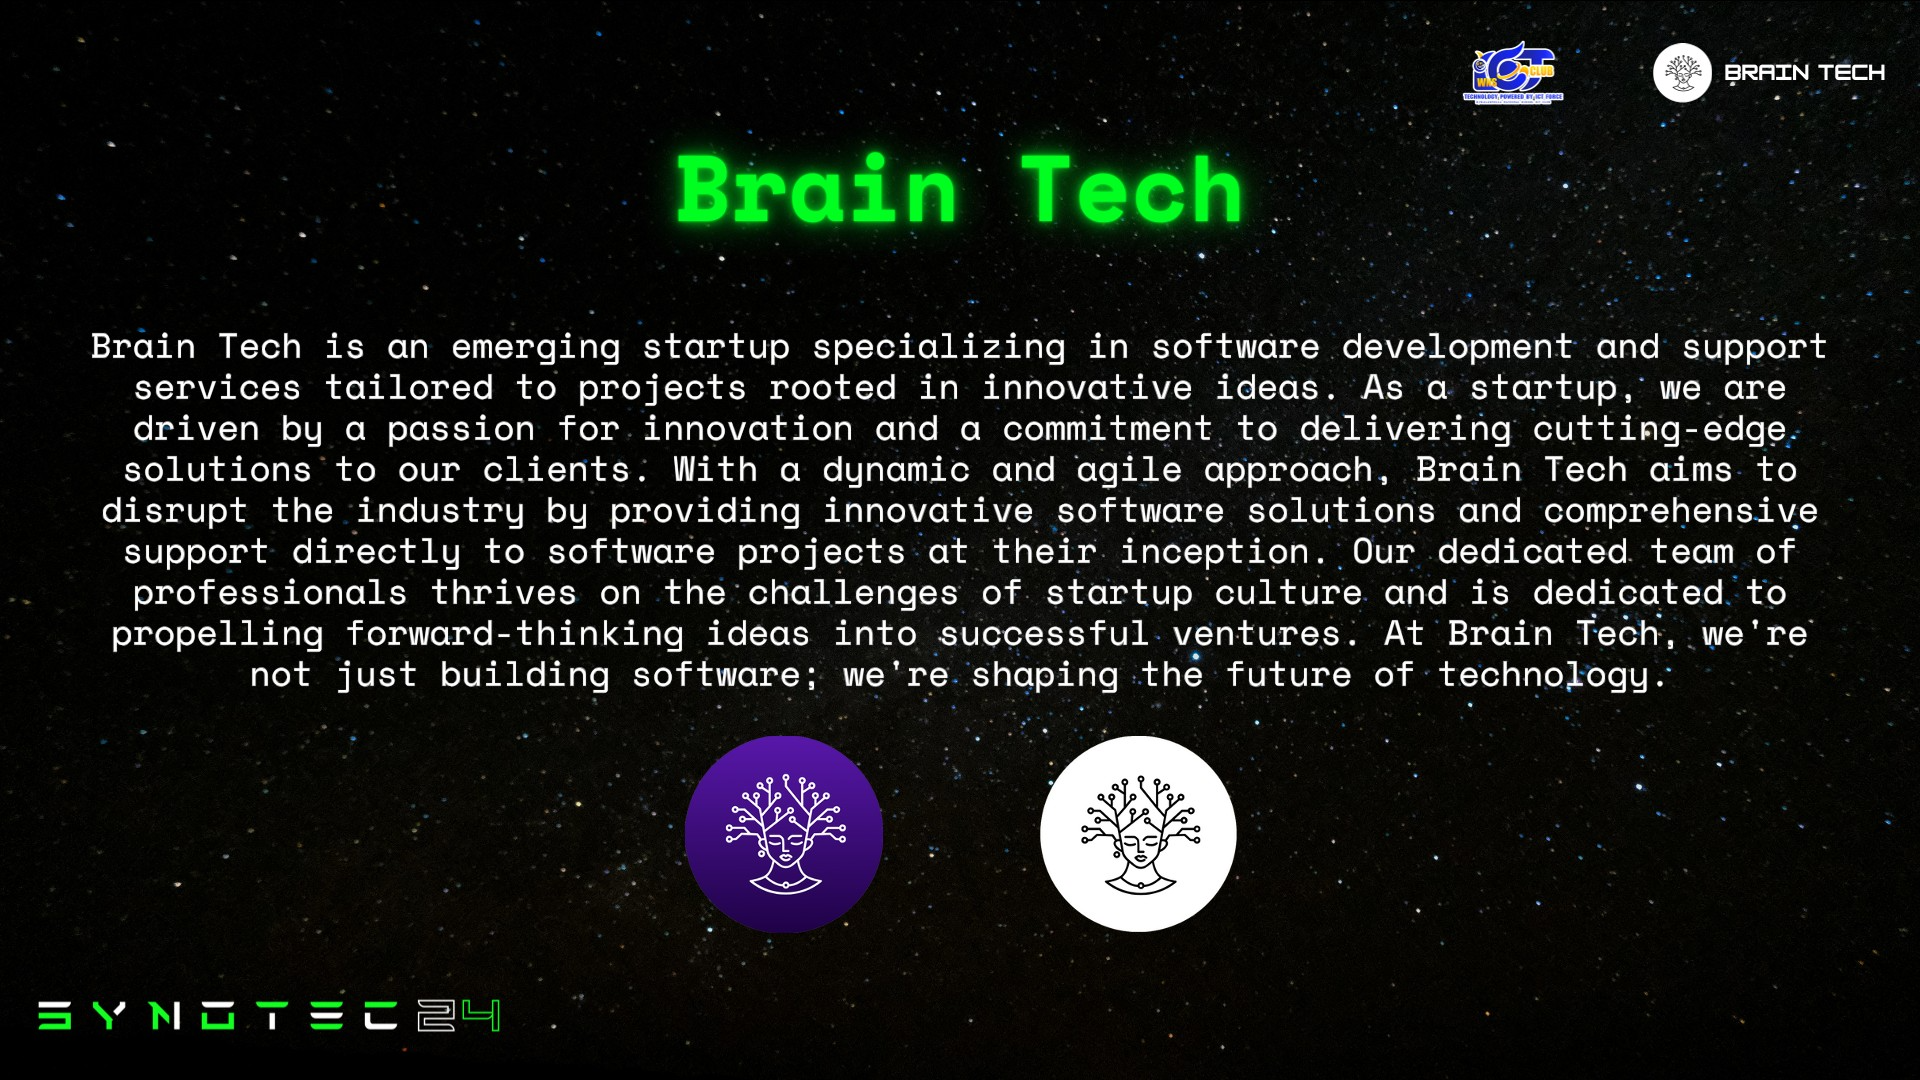 ICT
WKS CLUB
TECHNOLOGY, POWERED BY, ICT FORCE
BRAIN TECH
Brain Tech
Brain Tech is an emerging startup specializing in software development and support
services tailored to projects rooted in innovative ideas. As a startup, we are
driven by a passion for innovation and a commitment to delivering cutting-edge
solutions to our clients. With a dynamic and agile approach, Brain Tech aims to
disrupt the industry by providing innovative software solutions and comprehensive
support directly to software projects at their inception. Our dedicated team of
professionals thrives on the challenges of startup culture and is dedicated to
propelling forward-thinking ideas into successful ventures. At Brain Tech, we're
not just building software; we're shaping the future of technology.
SYNOTEC24